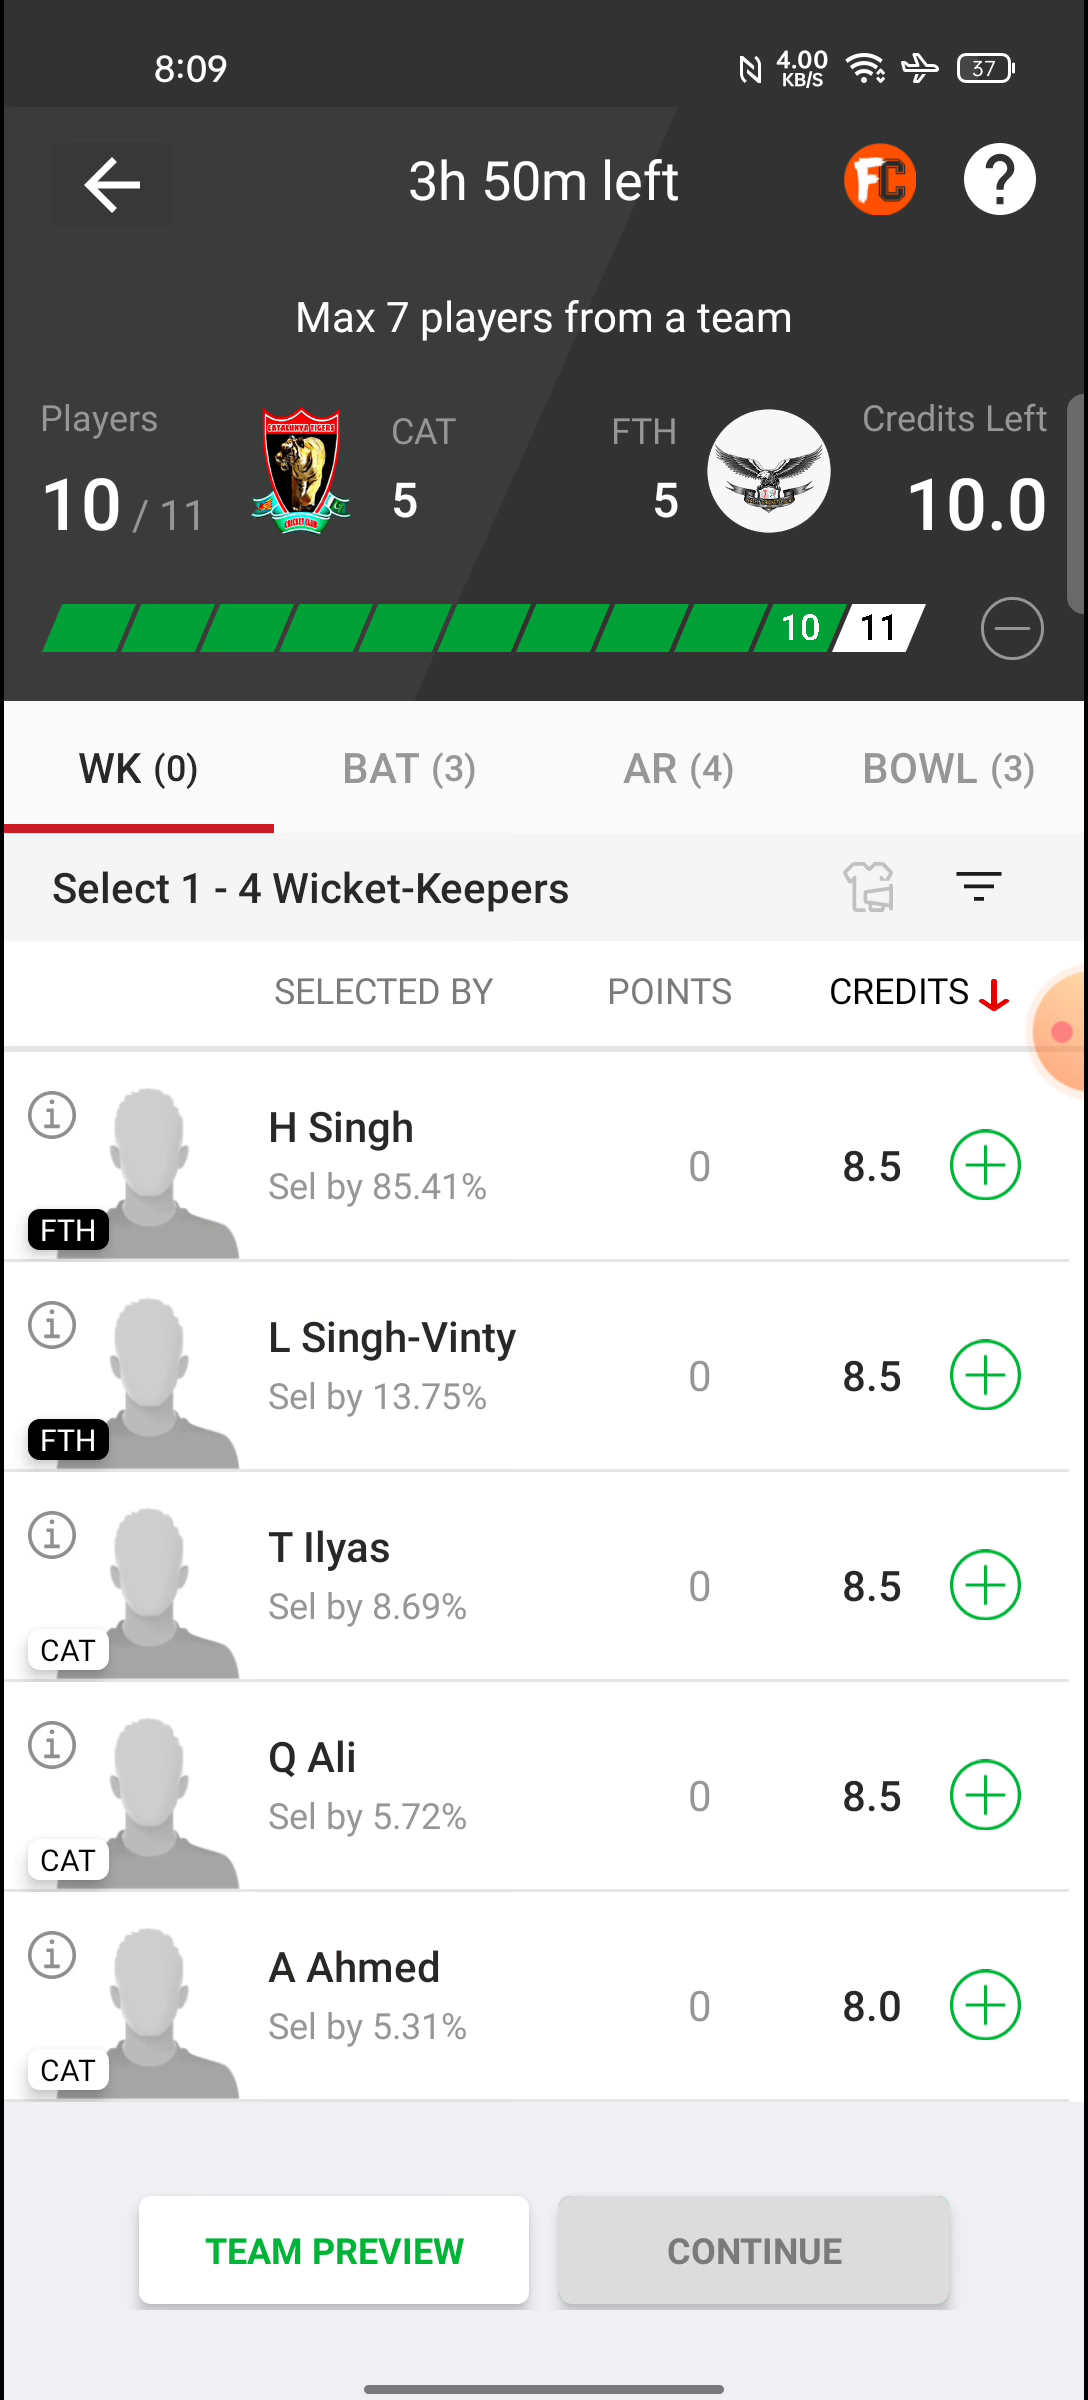 8:09
4.00
KB/S
37
3h 50m left
FC
?
Max 7 players from a team
Players
10 / 11
CATALUNYA TIGERS
CRICKET CLUB
CAT
5
FTH
5
Credits Left
10.0
10
11
WK (0)
BAT (3)
AR (4)
BOWL (3)
Select 1 - 4 Wicket-Keepers
SELECTED BY
POINTS
CREDITS
H Singh
Sel by 85.41%
0
8.5
FTH
L Singh-Vinty
Sel by 13.75%
0
8.5
FTH
T Ilyas
Sel by 8.69%
0
8.5
CAT
Q Ali
Sel by 5.72%
0
8.5
CAT
A Ahmed
Sel by 5.31%
0
8.0
CAT
TEAM PREVIEW
CONTINUE